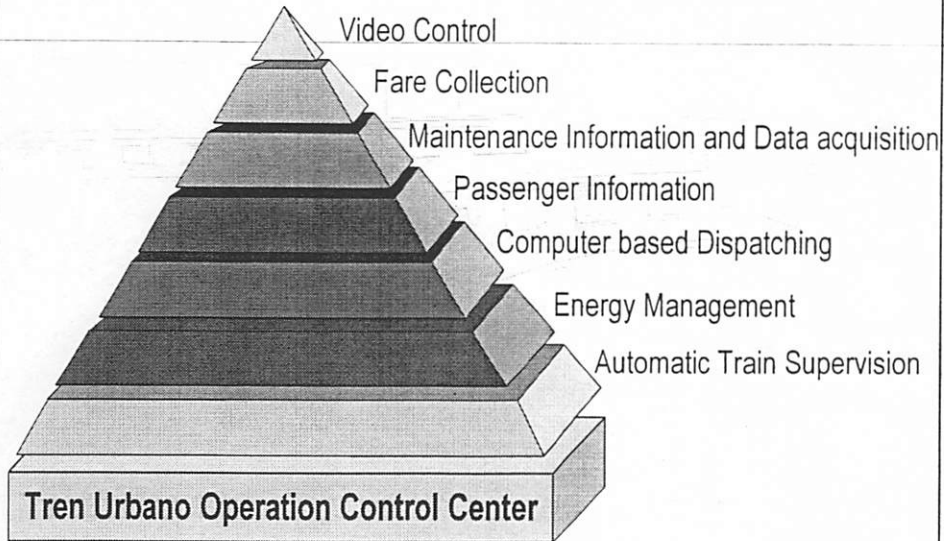 Video Control
Fare Collection
Maintenance Information and Data acquisition
Passenger Information
Computer based Dispatching
Energy Management
Automatic Train Supervision
Tren Urbano Operation Control Center